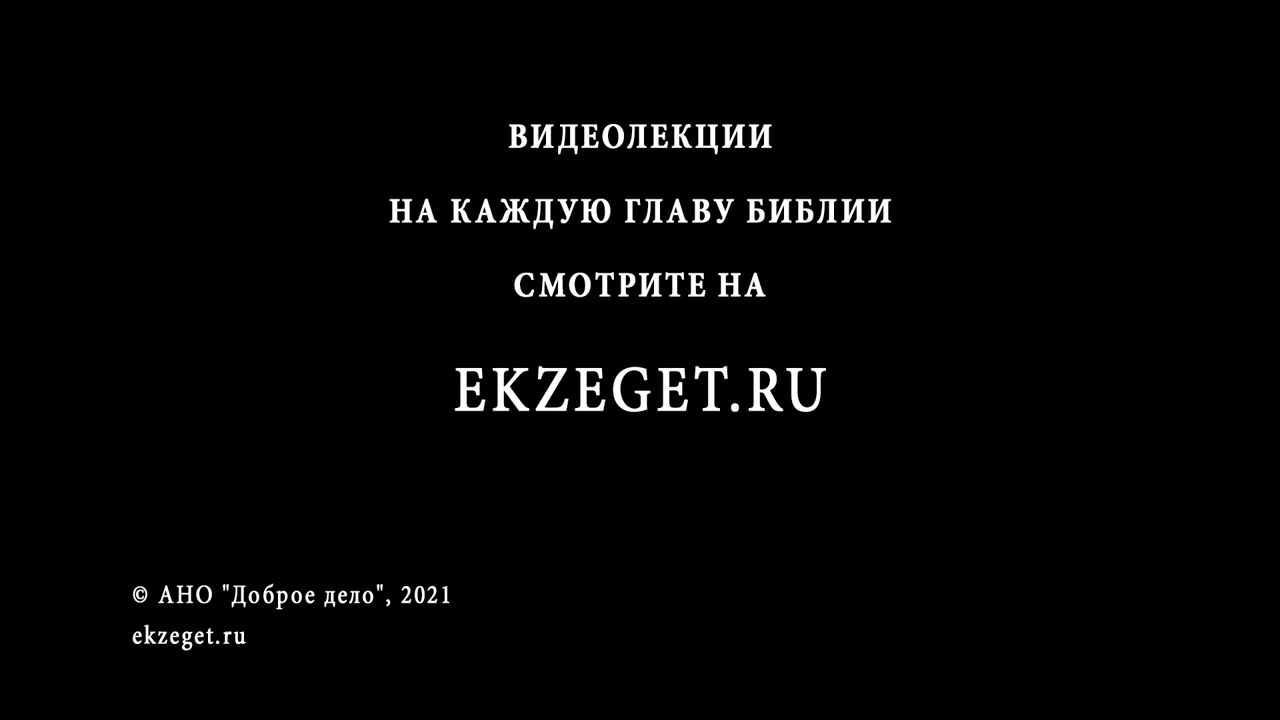 ВИДЕОЛЕКЦИИ
НА КАЖДУЮ ГЛАВУ БИБЛИИ
СМОТРИТЕ НА
EKZEGET.RU
© АНО "Доброе дело", 2021
ekzeget.ru